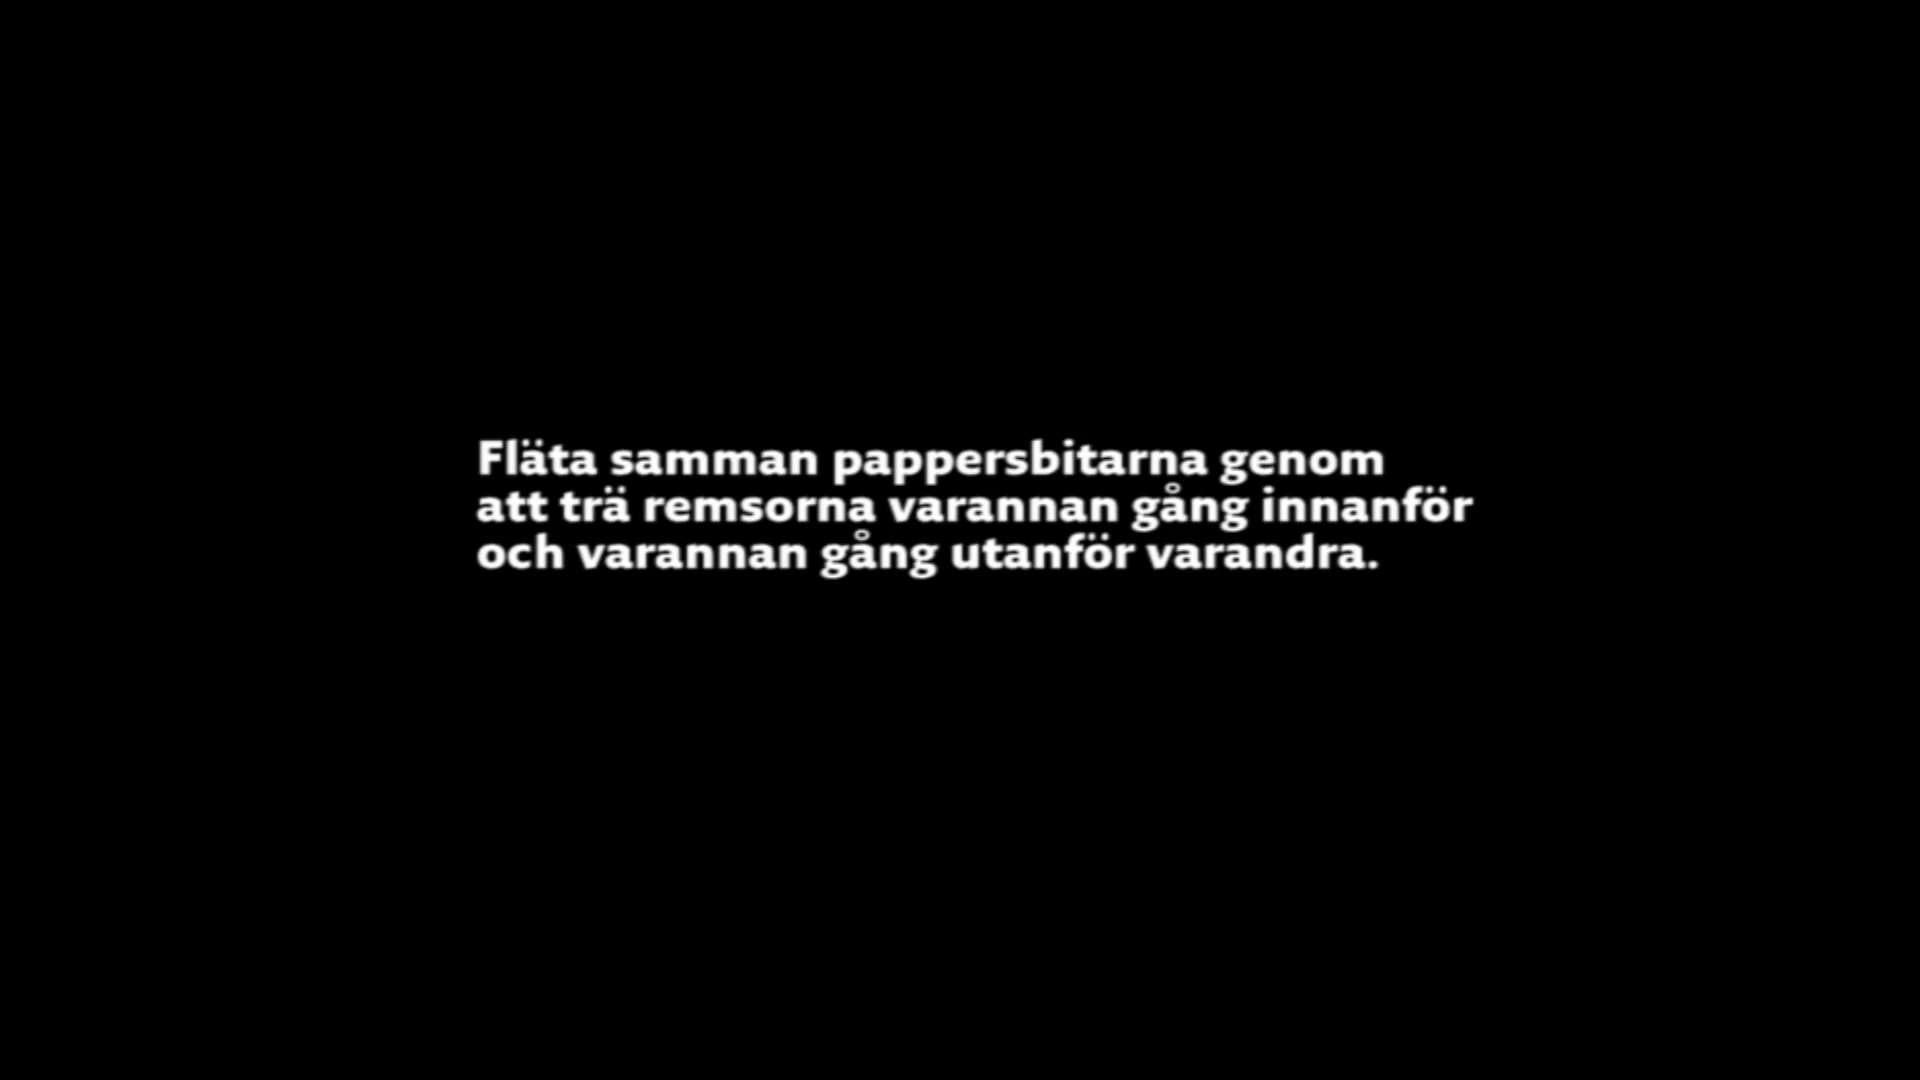 Fläta samman pappersbitarna genom
att trä remsorna varannan gång innanför
och varannan gång utanför varandra.